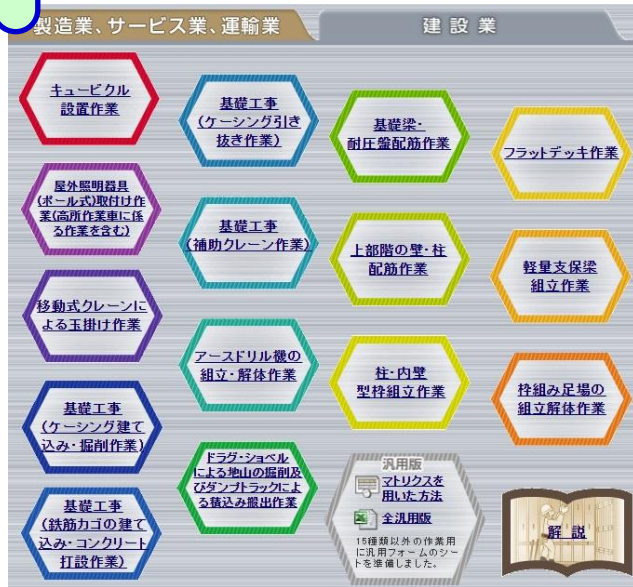 製造業、サービス業、運輸業
建設業
キュービクル
設置作業
屋外照明器具
(ポール式)取付け作
業(高所作業車に係
る作業を含む)
移動式クレーンに
よる玉掛け作業
基礎工事
(ケーシング建て
込み・掘削作業)
基礎工事
(鉄筋カゴの建て
込み・コンクリート
打設作業)
基礎工事
(ケーシング引き
抜き作業)
基礎工事
(補助クレーン作業)
アースドリル機の
組立・解体作業
ドラグ・ショベル
による地山の掘削及
びダンプトラックによ
る積込み搬出作業
基礎梁・
耐圧盤配筋作業
上部階の壁・柱
配筋作業
柱・内壁
型枠組立作業
汎用版
マトリクスを
用いた方法
全汎用版
15種類以外の作業用
に汎用フォームのシー
トを準備しました。
フラットデッキ作業
軽量支保梁
組立作業
枠組み足場の
組立解体作業
解説